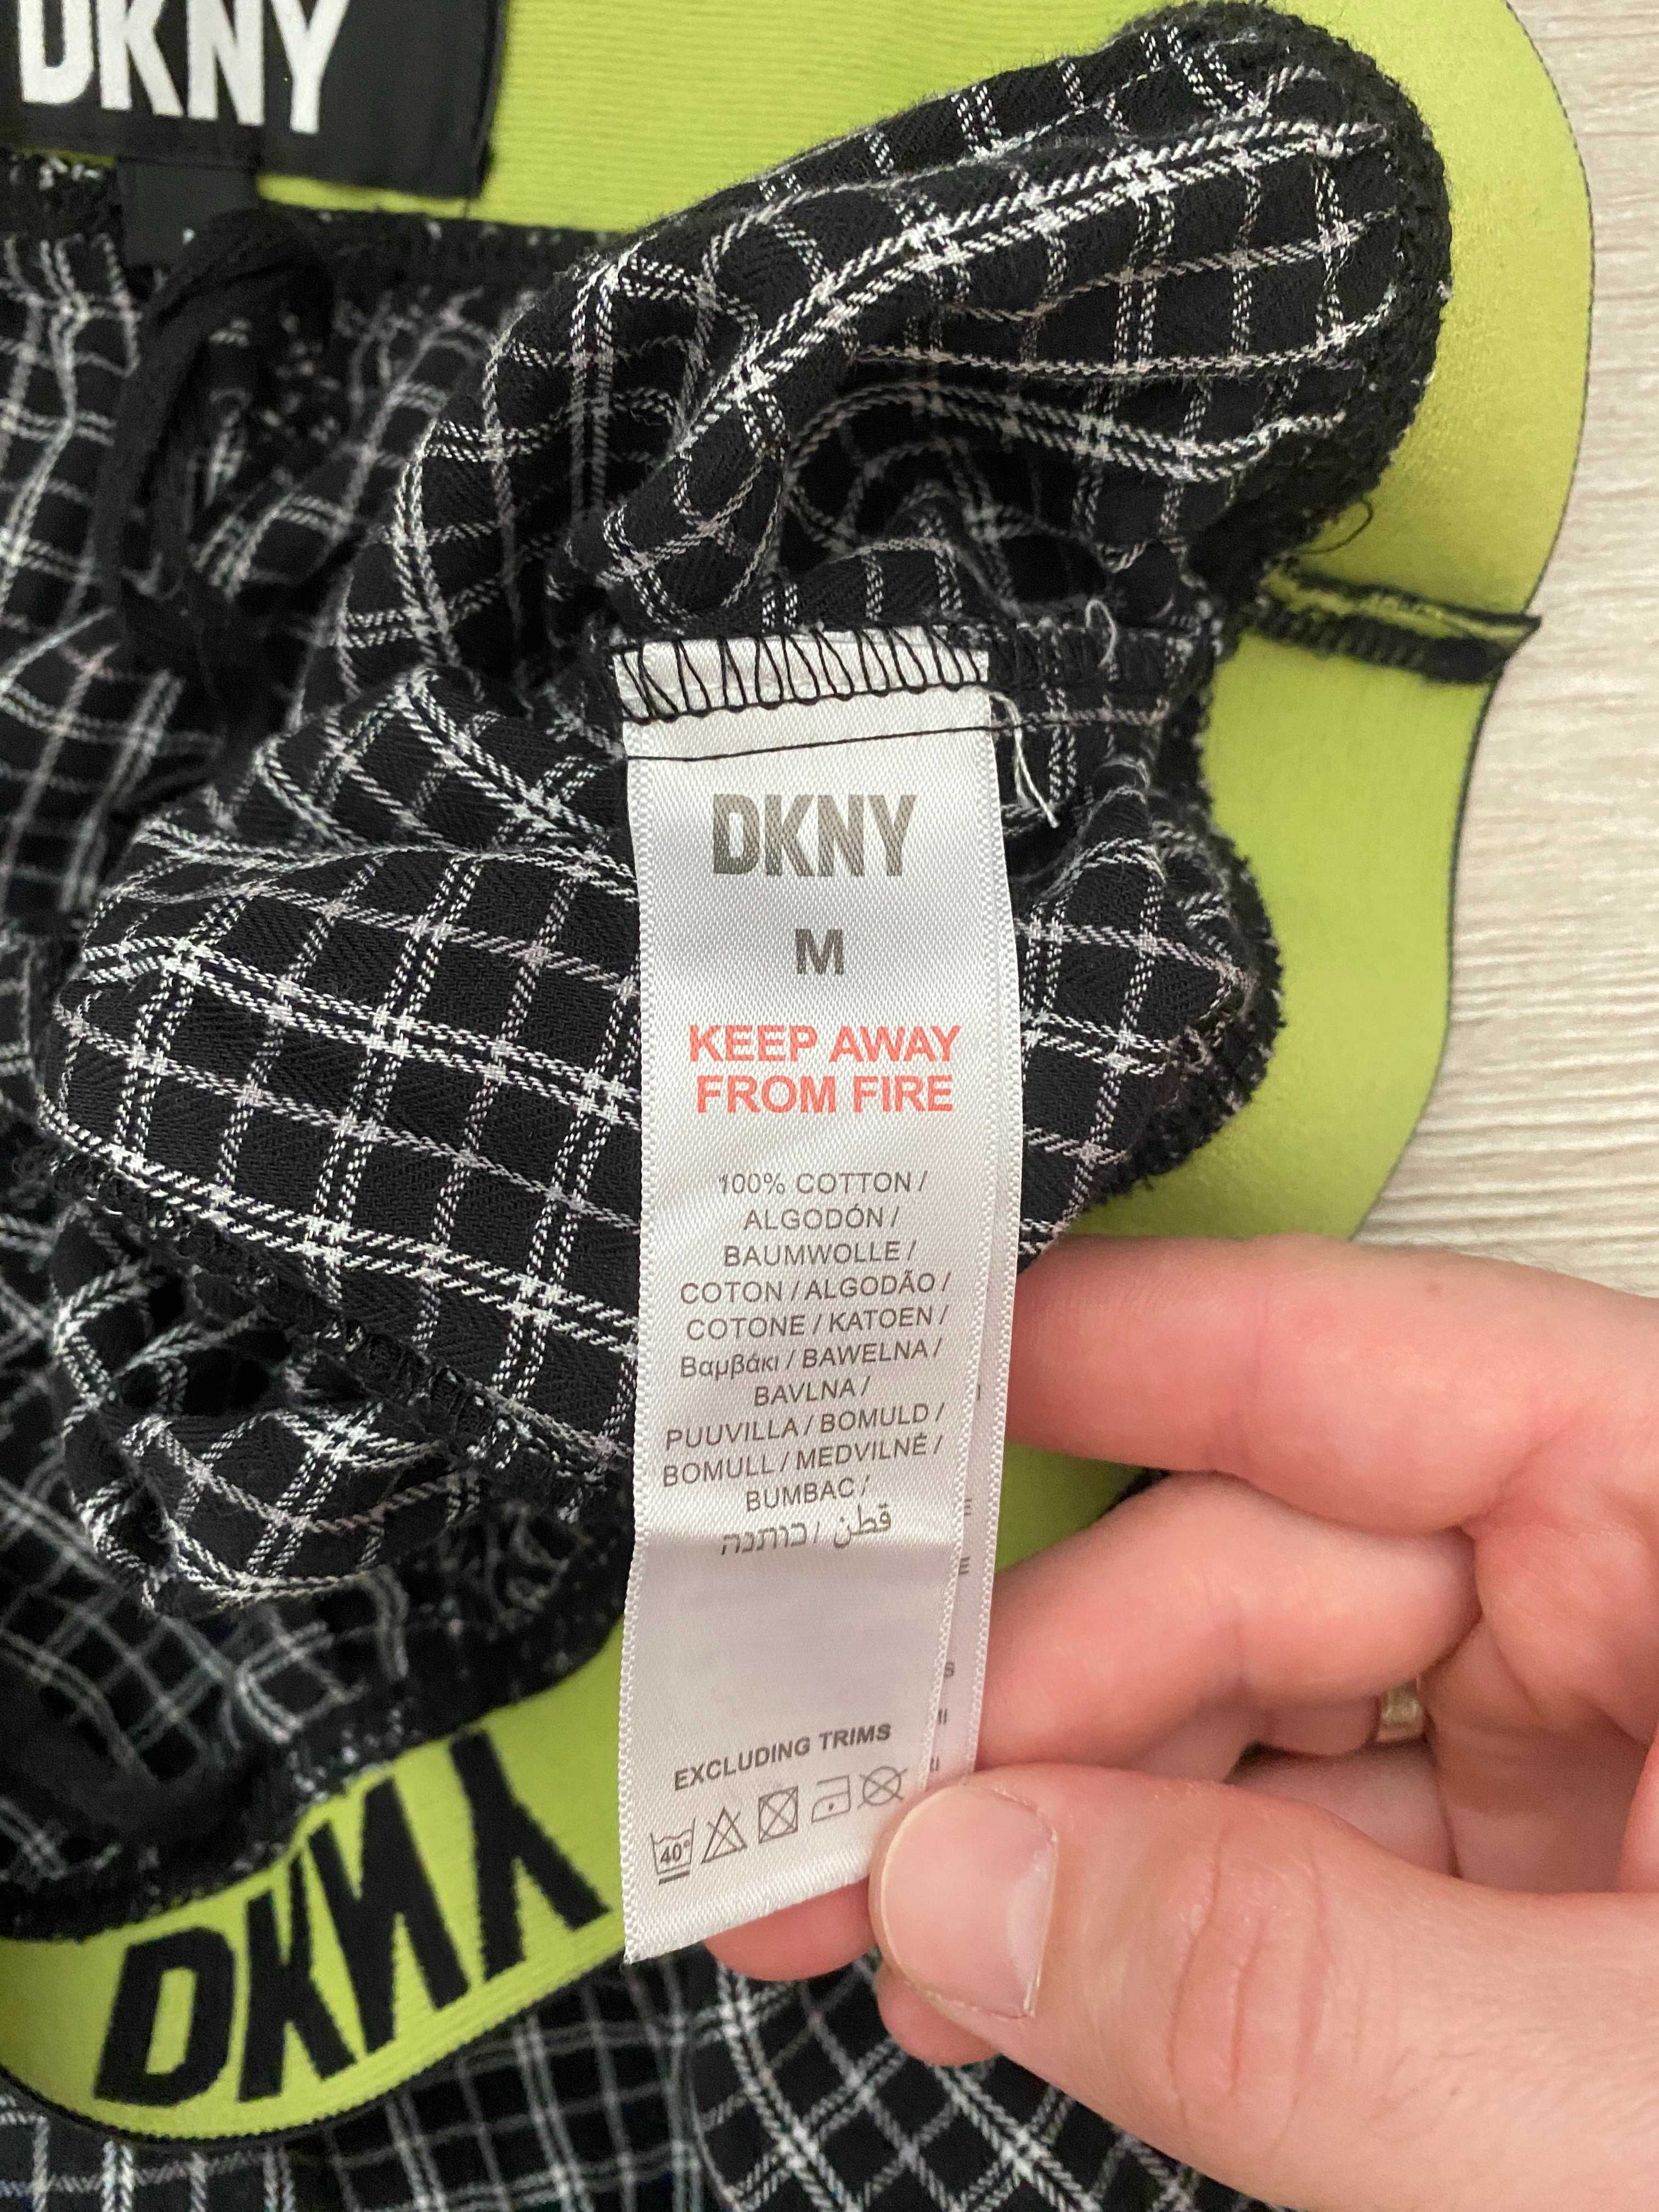 DKNY
DKNY
M
KEEP AWAY
FROM FIRE
100% COTTON /
ALGODÓN /
BAUMWOLLE /
COTON / ALGODÃO /
COTONE / KATOEN /
Βαμβάκι / BAWELNA /
BAVLNA /
PUUVILLA / BOMULD /
BOMULL / MEDVILNĖ /
BUMBAC /
قطن / כותנה
EXCLUDING TRIMS
40°
DKNY